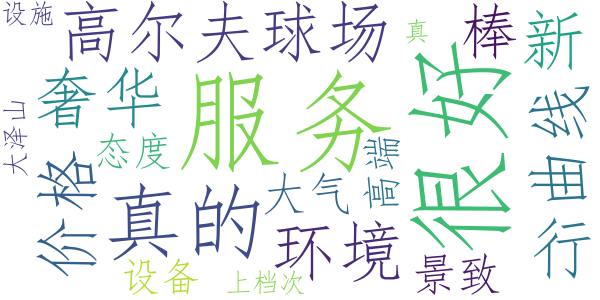 设施
高尔夫球场
真
棒
新
奢华
服务
很好
曲线
大泽山
态度
高端
价格
真的
大气
行
环境
设备
上档次
景致